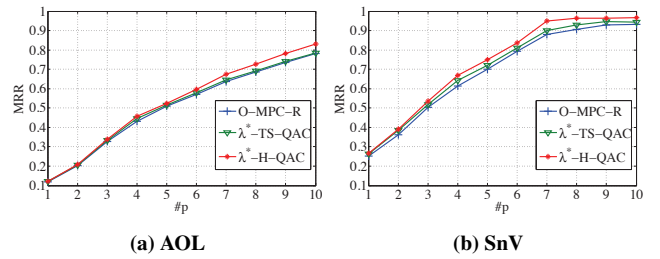 1
0.9
0.8
0.7
0.6
0.5
0.4
0.3
0.2
0.1
MRR
1 2 3 4 5 6 7 8 9 10
#p
O−MPC−R
λ*−TS−QAC
λ*−H−QAC
(a) AOL
1
0.9
0.8
0.7
0.6
0.5
0.4
0.3
0.2
0.1
MRR
1 2 3 4 5 6 7 8 9 10
#p
O−MPC−R
λ*−TS−QAC
λ*−H−QAC
(b) SnV